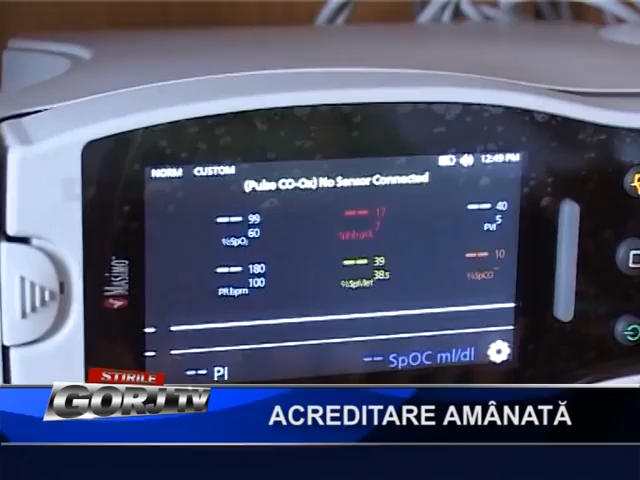 NORM CUSTOM 12:49 PM
(Pulse CO-Ox) No Sensor Connected
-- 99 60 %SpO₂
-- 17 7
-- 40 5 PVI
-- 180 100 PRbpm
-- 39 %SpMet
-- 10 %SpCO
-- PI
-- SpOC ml/dl
Masimo
STIRILE
GORJ TV
ACREDITARE AMÂNATĂ